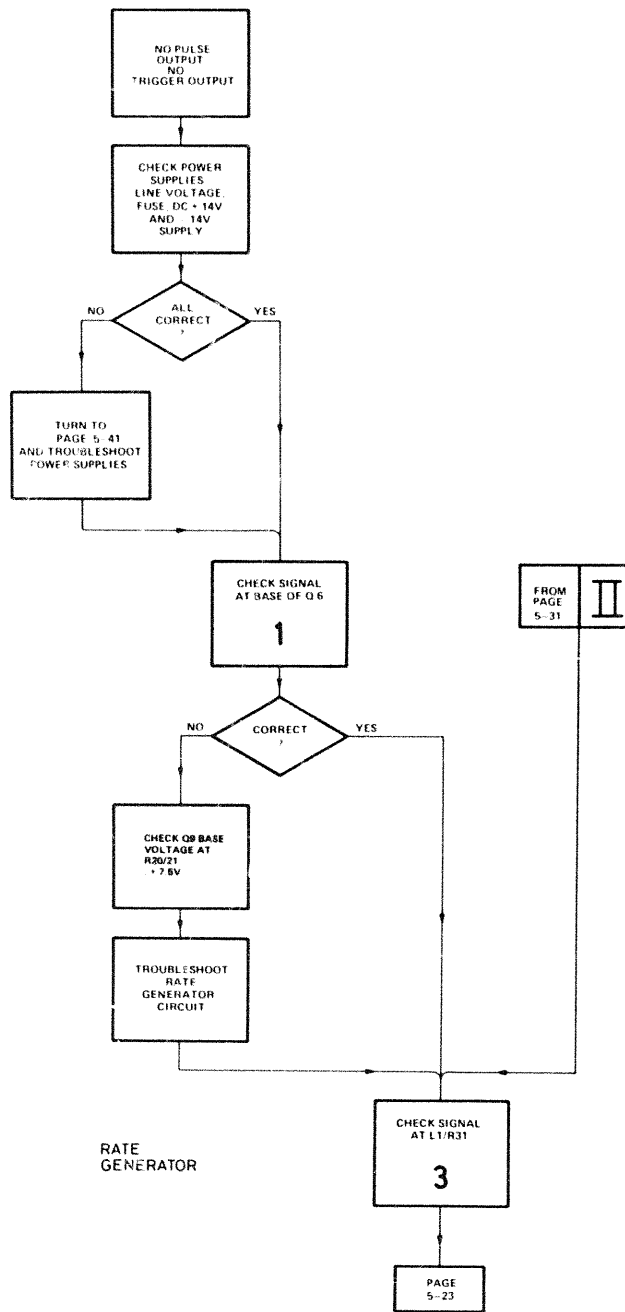 NO PULSE
OUTPUT
NO
TRIGGER OUTPUT
CHECK POWER
SUPPLIES
LINE VOLTAGE,
FUSE, DC + 14V
AND - 14V
SUPPLY
NO
ALL
CORRECT
?
YES
TURN TO
PAGE 5-41
AND TROUBLESHOOT
POWER SUPPLIES
CHECK SIGNAL
AT BASE OF Q 6
1
FROM
PAGE
5-31
II
NO
CORRECT
?
YES
CHECK Q9 BASE
VOLTAGE AT
R20/21
+ 7.5V
TROUBLESHOOT
RATE
GENERATOR
CIRCUIT
CHECK SIGNAL
AT L1/R31
3
RATE
GENERATOR
PAGE
5-23